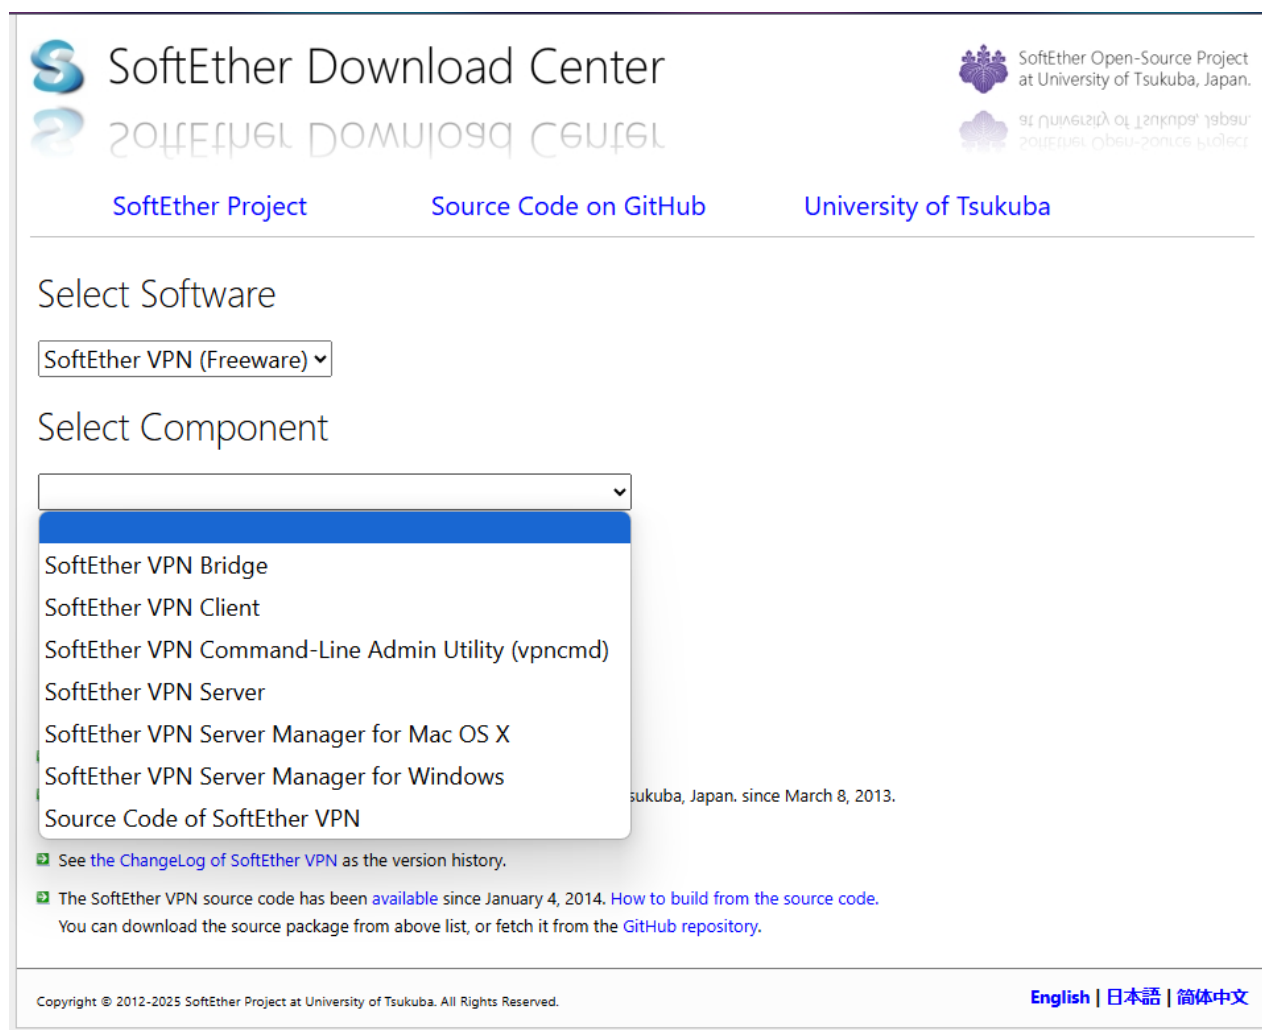 SoftEther Download Center
SoftEther Open-Source Project
at University of Tsukuba, Japan.
SoftEther Project
Source Code on GitHub
University of Tsukuba
Select Software
SoftEther VPN (Freeware)
Select Component
SoftEther VPN Bridge
SoftEther VPN Client
SoftEther VPN Command-Line Admin Utility (vpncmd)
SoftEther VPN Server
SoftEther VPN Server Manager for Mac OS X
SoftEther VPN Server Manager for Windows
sukuba, Japan. since March 8, 2013.
Source Code of SoftEther VPN
See the ChangeLog of SoftEther VPN as the version history.
The SoftEther VPN source code has been available since January 4, 2014. How to build from the source code.
You can download the source package from above list, or fetch it from the GitHub repository.
Copyright © 2012-2025 SoftEther Project at University of Tsukuba. All Rights Reserved.
English | 日本語 | 简体中文